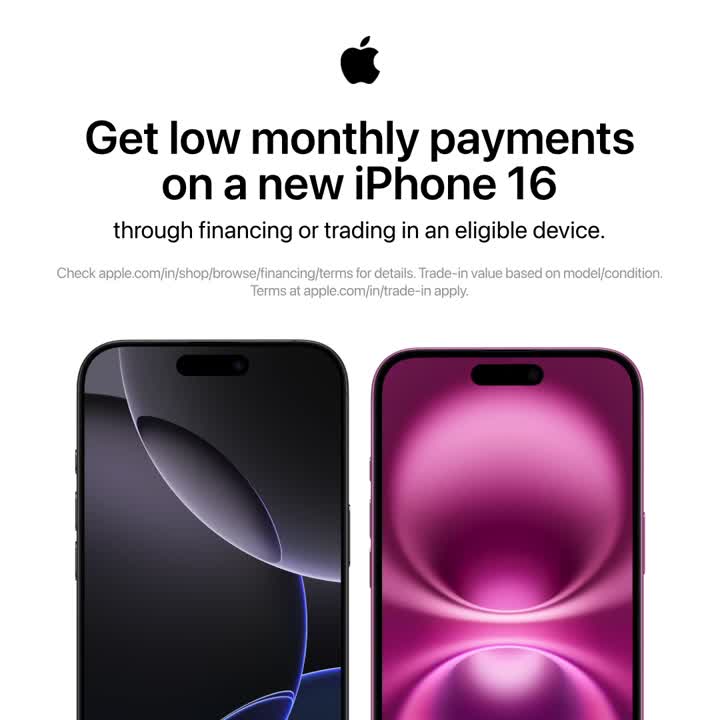 Get low monthly payments
on a new iPhone 16
through financing or trading in an eligible device.
Check apple.com/in/shop/browse/financing/terms for details. Trade-in value based on model/condition.
Terms at apple.com/in/trade-in apply.